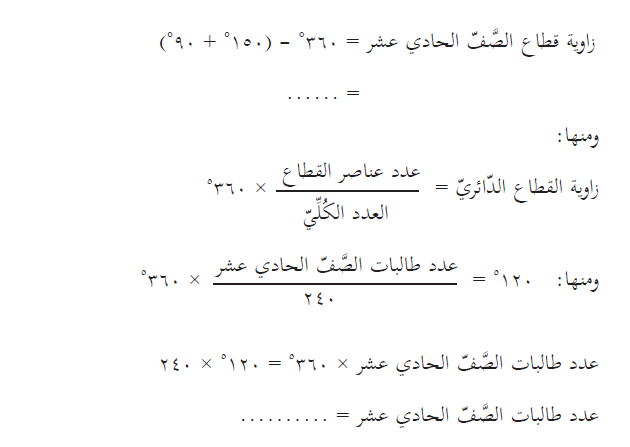 زاوية قطاع الصَّفّ الحادي عشر = ٣٦٠° – (١٥٠° + ٩٠°)
= ......
ومنها:
زاوية القطاع الدّائريّ = عدد عناصر القطاع × ٣٦٠°
العدد الكُلِّيّ
ومنها: ١٢٠° = عدد طالبات الصَّفّ الحادي عشر × ٣٦٠°
٢٤٠
عدد طالبات الصَّفّ الحادي عشر × ٣٦٠° = ١٢٠° × ٢٤٠
عدد طالبات الصَّفّ الحادي عشر = ..........